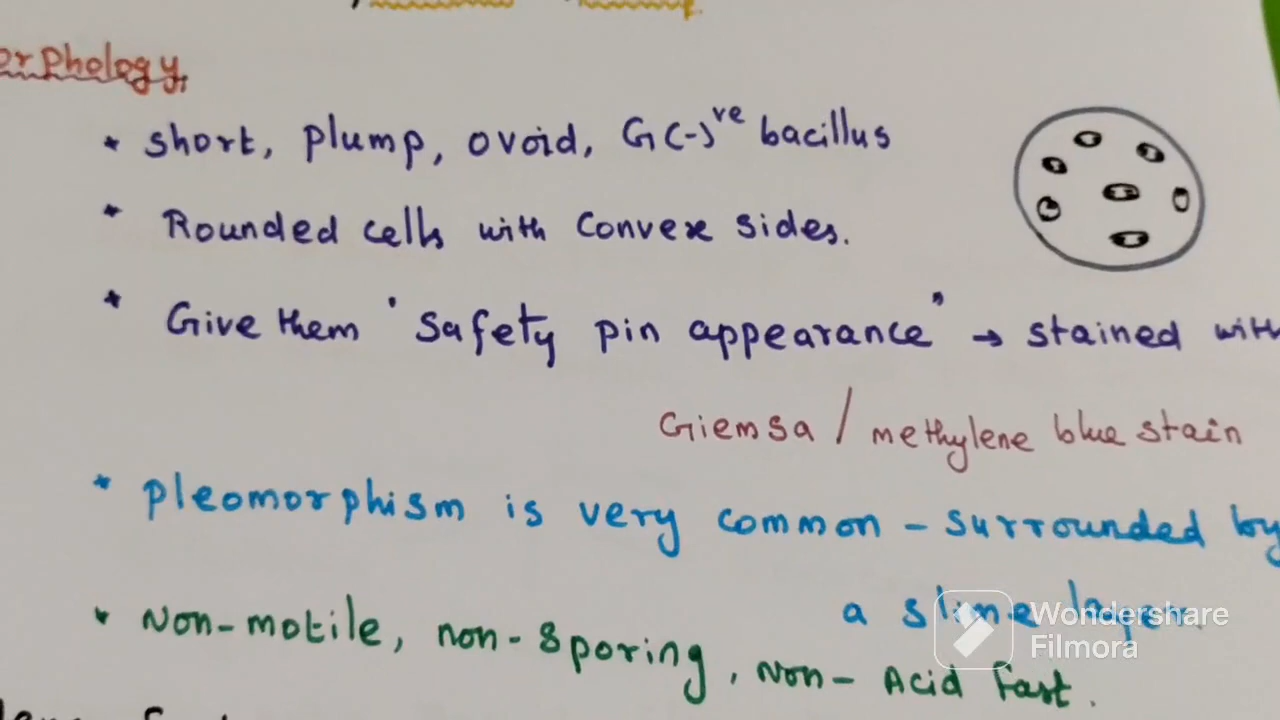 orphology
* short, plump, ovoid, G(-)ve bacillus
* Rounded cells with convex sides.
* Give them "safety pin appearance" → stained with
Giemsa / methylene blue stain
* pleomorphism is very common - surrounded by
a slime layer.
* Non-motile, non-sporing, Non- Acid fast.
Wondershare
Filmora